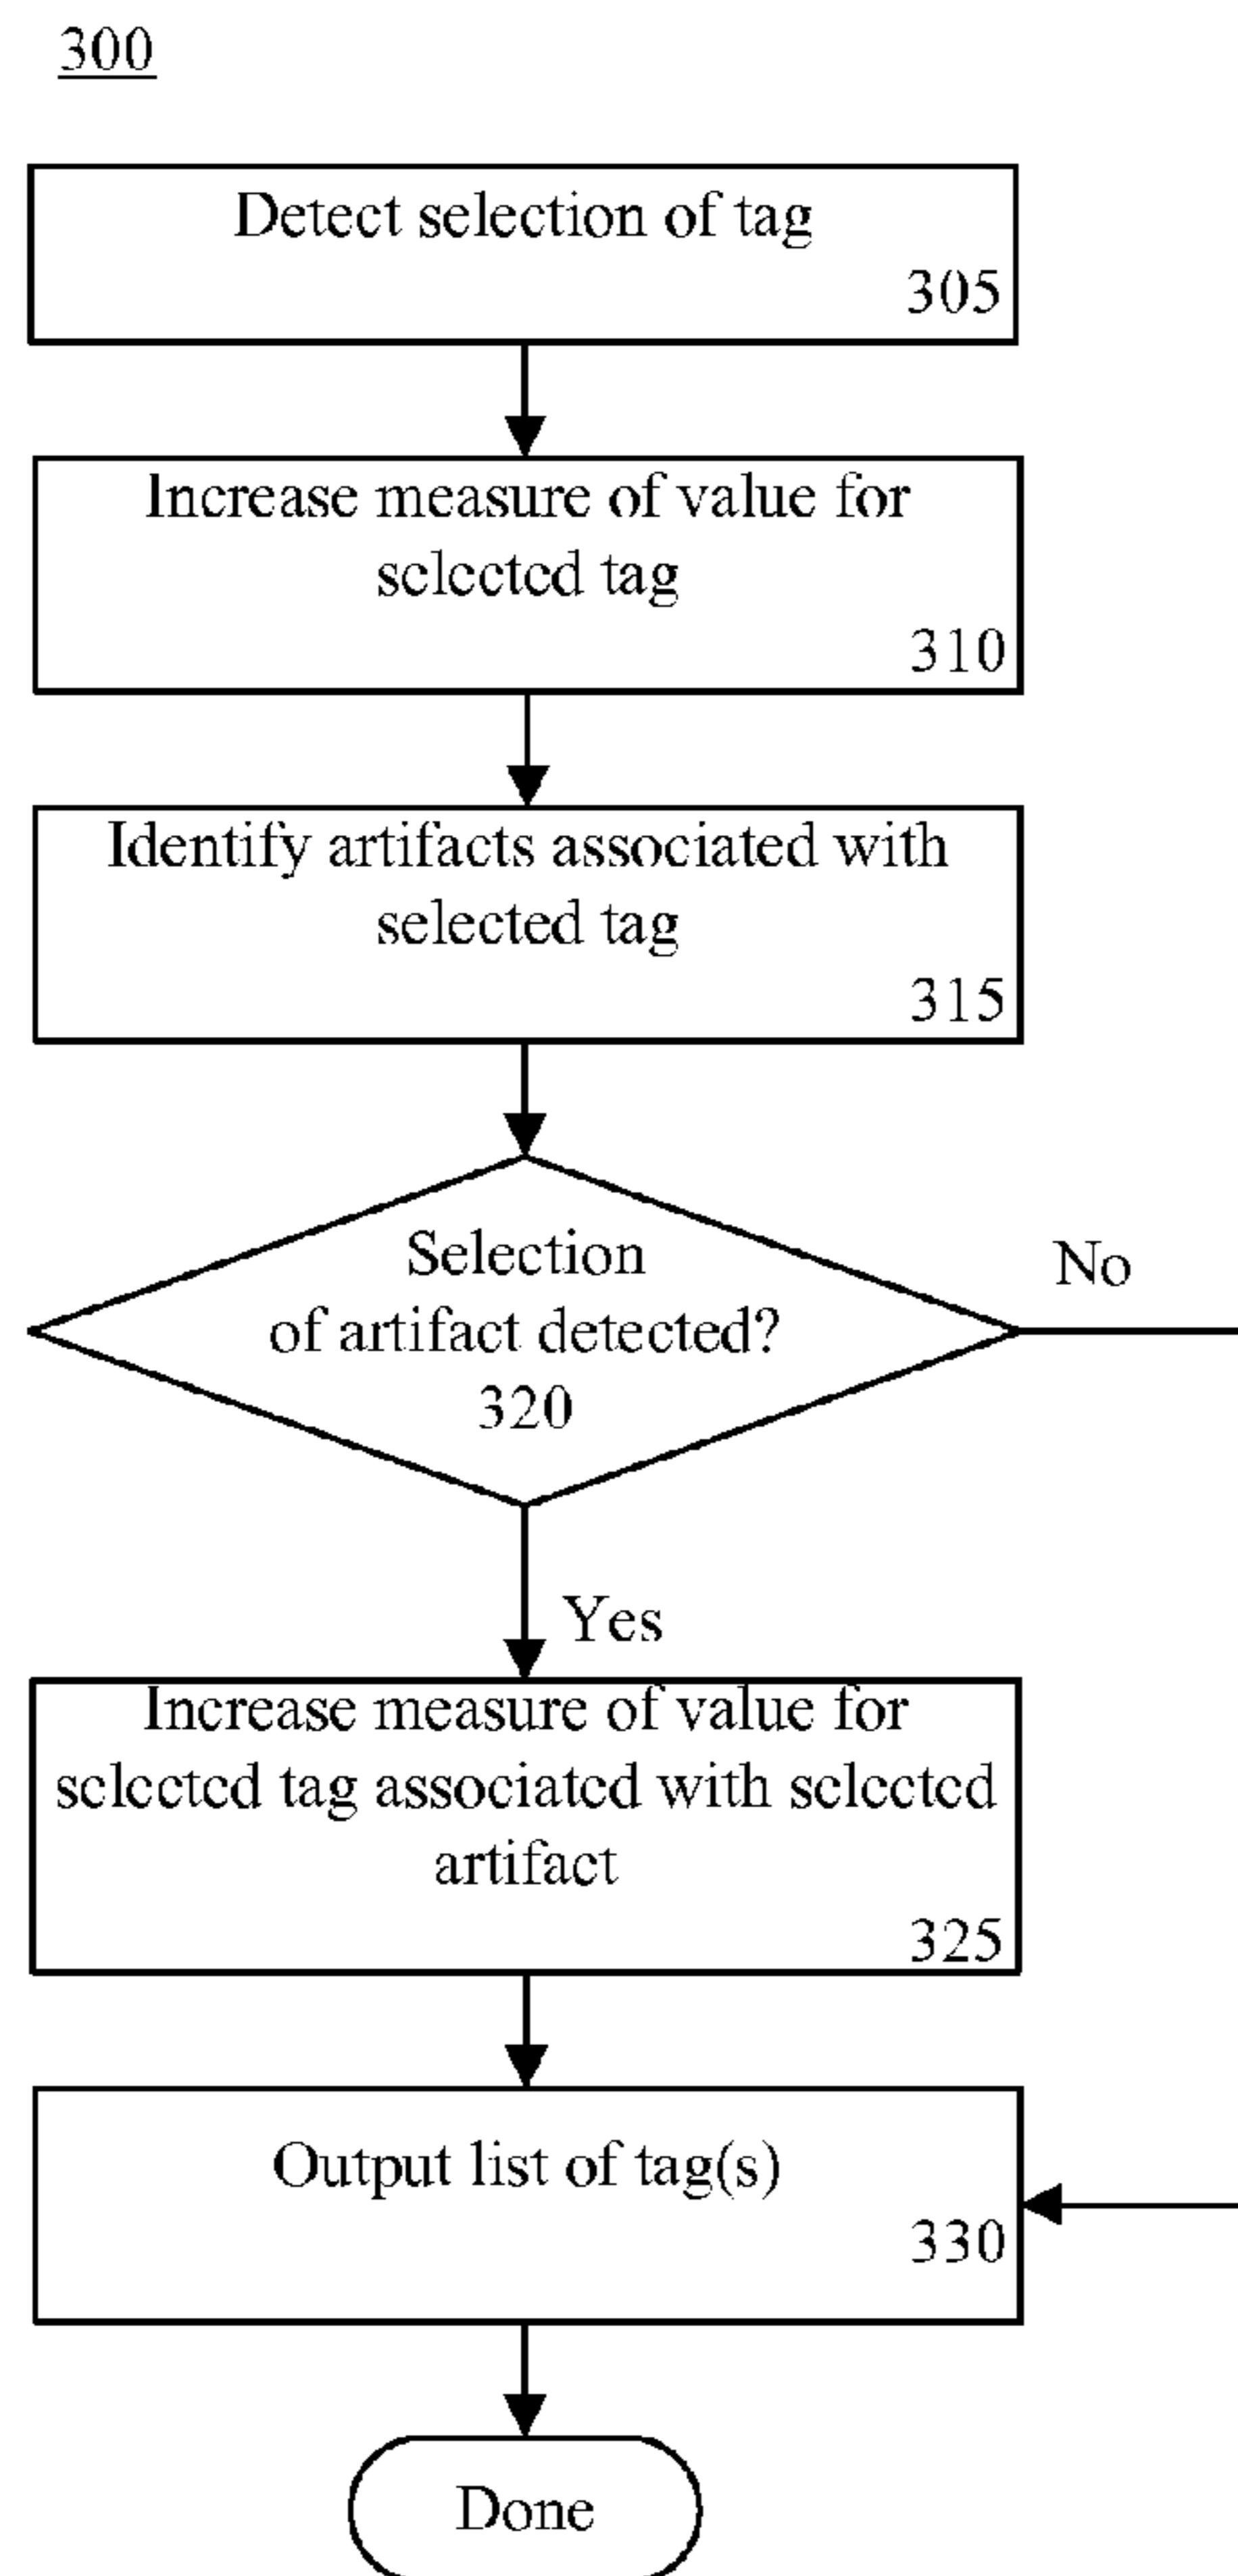 300
Detect selection of tag
305
Increase measure of value for
selected tag
310
Identify artifacts associated with
selected tag
315
Selection
of artifact detected?
320
No
Yes
Increase measure of value for
selected tag associated with selected
artifact
325
Output list of tag(s)
330
Done